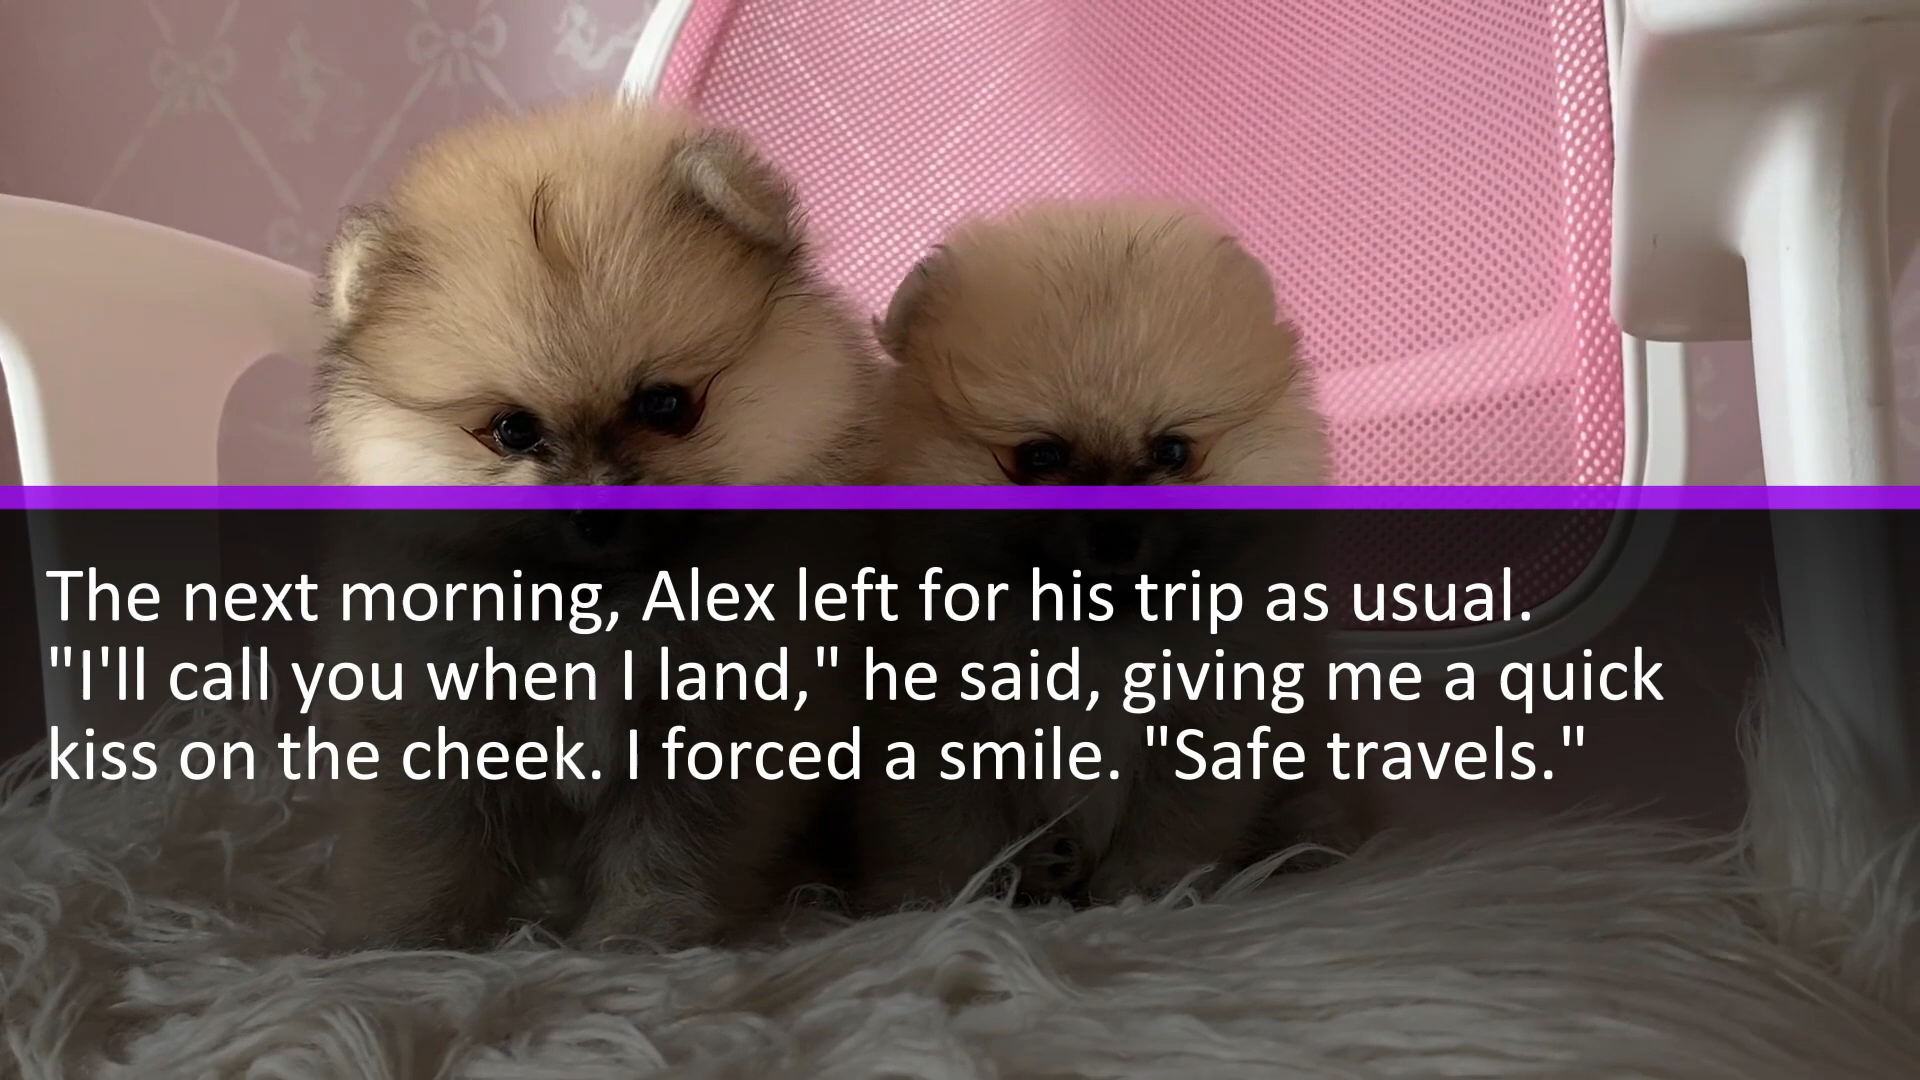 The next morning, Alex left for his trip as usual.
"I'll call you when I land," he said, giving me a quick
kiss on the cheek. I forced a smile. "Safe travels."